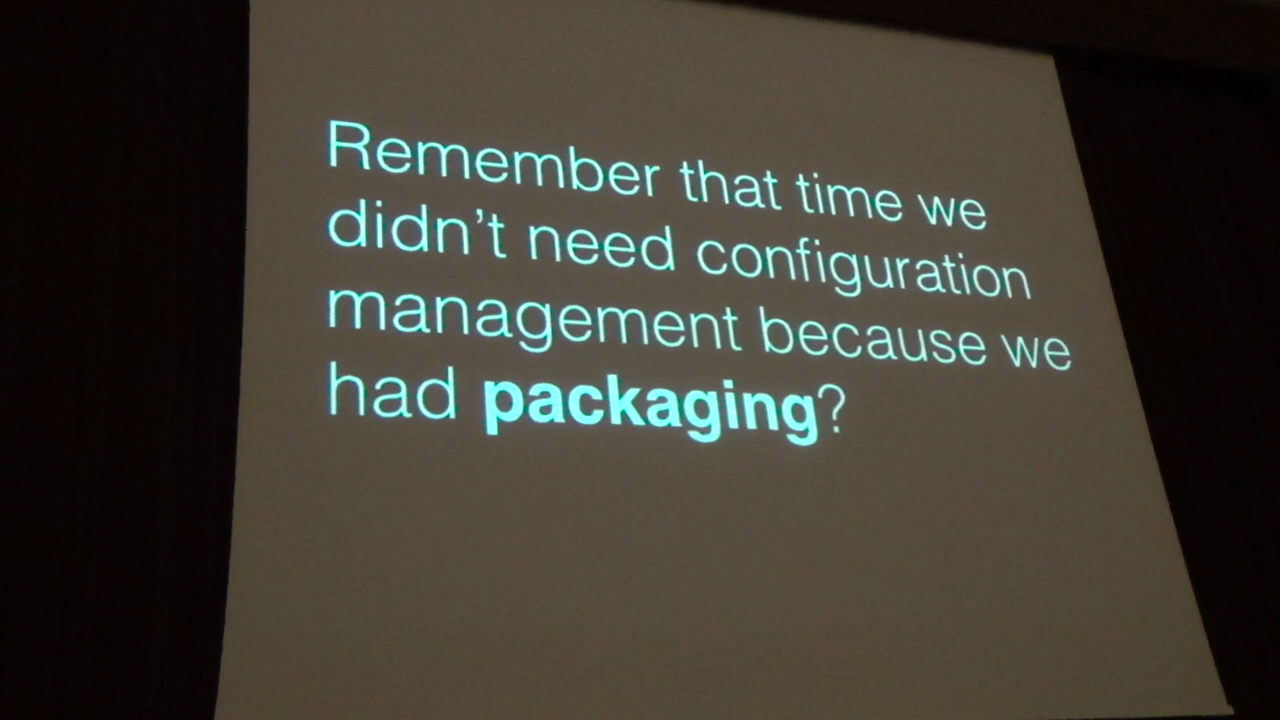 Remember that time we
didn't need configuration
management because we
had packaging?